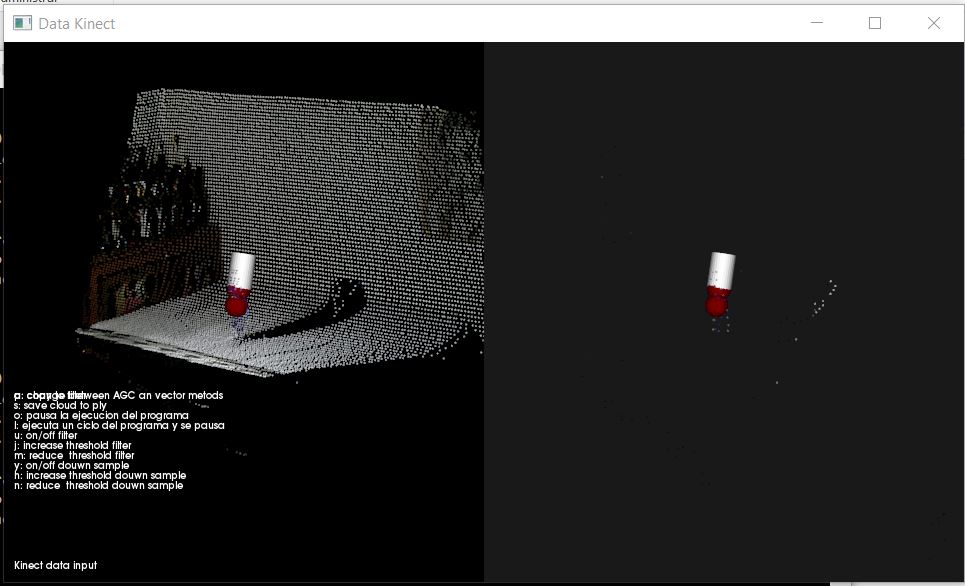 Data Kinect
between AGC an vector metods
s: save cloud to ply
o: pausa la ejecucion del programa
l: ejecuta un ciclo del programa y se pausa
u: on/off filter
j: increase threshold filter
m: reduce threshold filter
y: on/off douwn sample
h: increase threshold douwn sample
n: reduce threshold douwn sample
Kinect data input